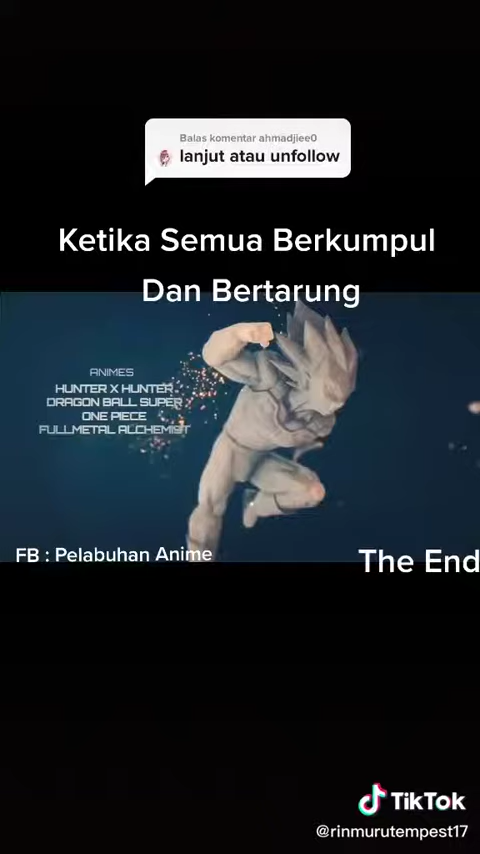 Balas komentar ahmadjiee0
lanjut atau unfollow
Ketika Semua Berkumpul
Dan Bertarung
ANIMES
HUNTER X HUNTER
DRAGON BALL SUPER
ONE PIECE
FULLMETAL ALCHEMIST
FB : Pelabuhan Anime
The End
TikTok
@rinmurutempest17